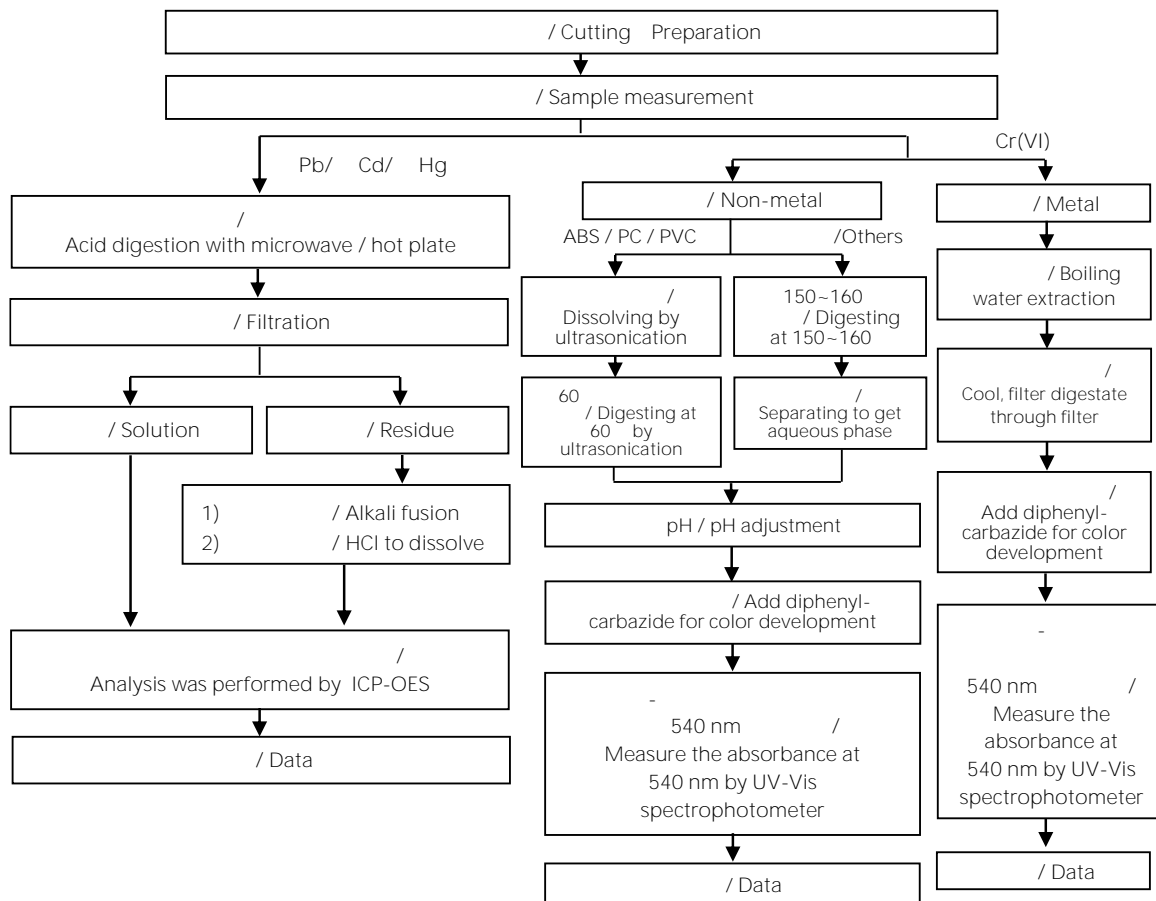 / Cutting Preparation
/ Sample measurement
Pb/ Cd/ Hg
Cr(VI)
/
Acid digestion with microwave / hot plate
/ Filtration
/ Solution
/ Residue
1) / Alkali fusion
2) / HCl to dissolve
/
Analysis was performed by ICP-OES
/ Data
/ Non-metal
ABS / PC / PVC
/Others
/
Dissolving by
ultrasonication
60
/ Digesting at
60 by
ultrasonication
150~160
/ Digesting
at 150~160
/
Separating to get
aqueous phase
pH / pH adjustment
/ Add diphenyl-
carbazide for color development
-
540 nm /
Measure the absorbance at
540 nm by UV-Vis
spectrophotometer
/ Data
/ Metal
/ Boiling
water extraction
/
Cool, filter digestate
through filter
/
Add diphenyl-
carbazide for color
development
-
540 nm /
Measure the
absorbance at
540 nm by UV-Vis
spectrophotometer
/ Data